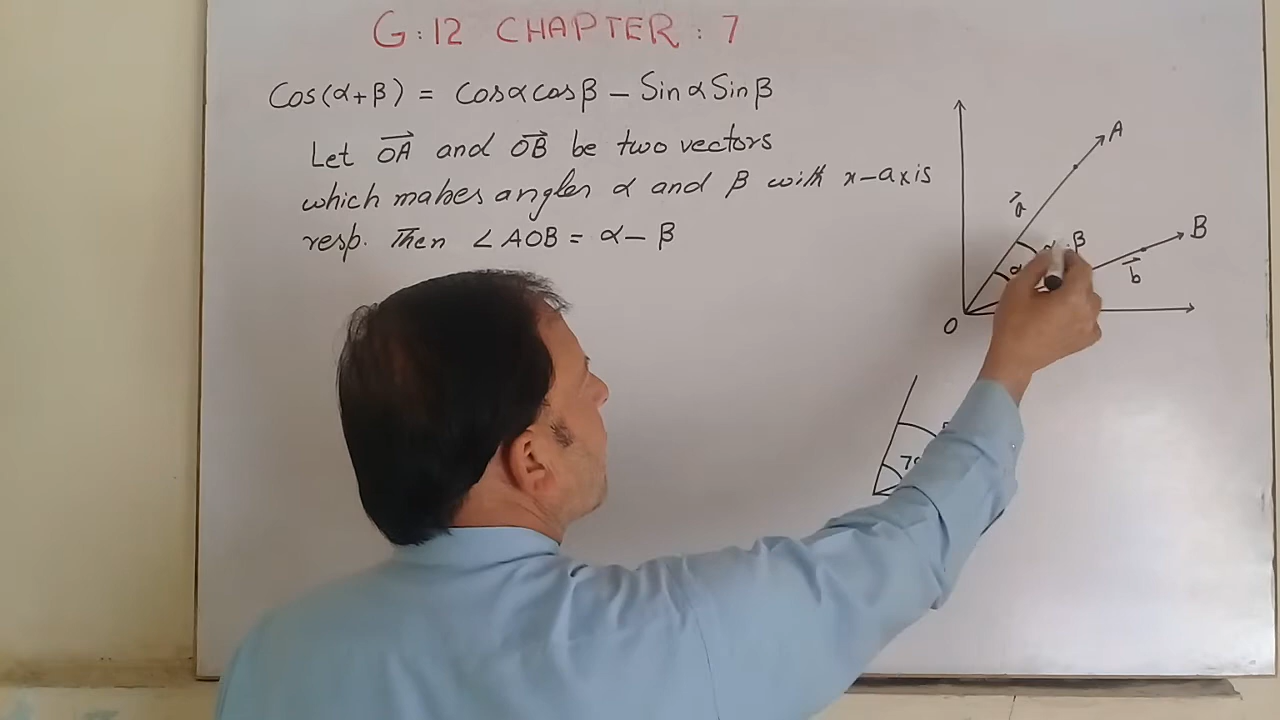 G:12 CHAPTER: 7
Cos(α+β) = Cosα cosβ − Sinα Sinβ
Let OA⃗ and OB⃗ be two vectors
which makes angles α and β with x-axis
resp. Then ∠AOB = α − β
A
a⃗
B
β
α
b⃗
O